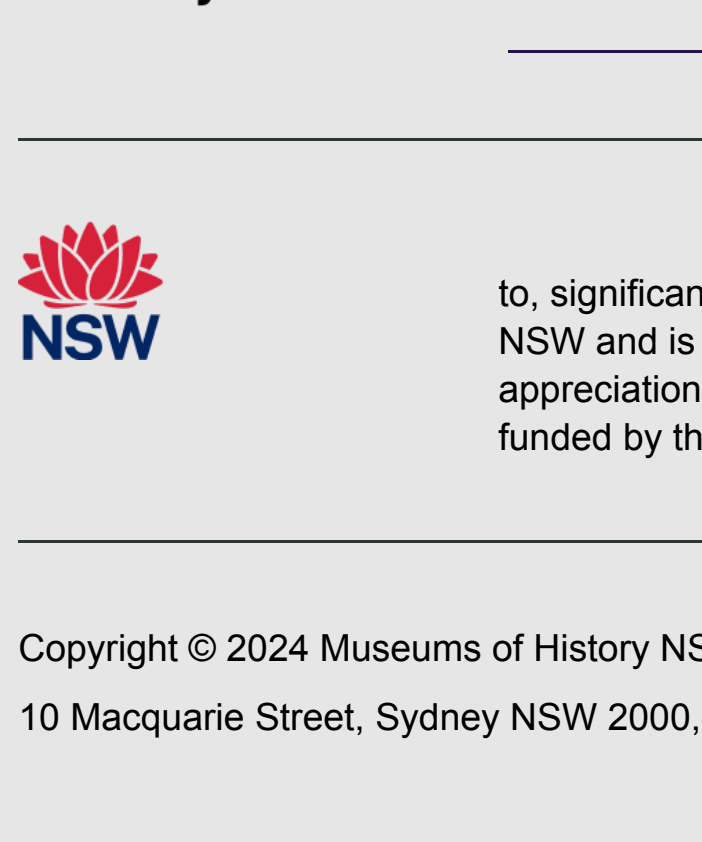 NSW
to, significan
NSW and is
appreciation
funded by th
Copyright © 2024 Museums of History NS
10 Macquarie Street, Sydney NSW 2000,